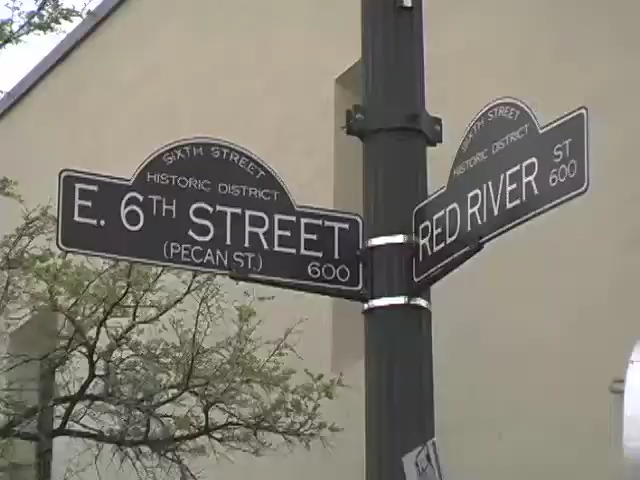 SIXTH STREET
HISTORIC DISTRICT
E. 6TH STREET
(PECAN ST.)
600
SIXTH STREET
HISTORIC DISTRICT
RED RIVER ST
600